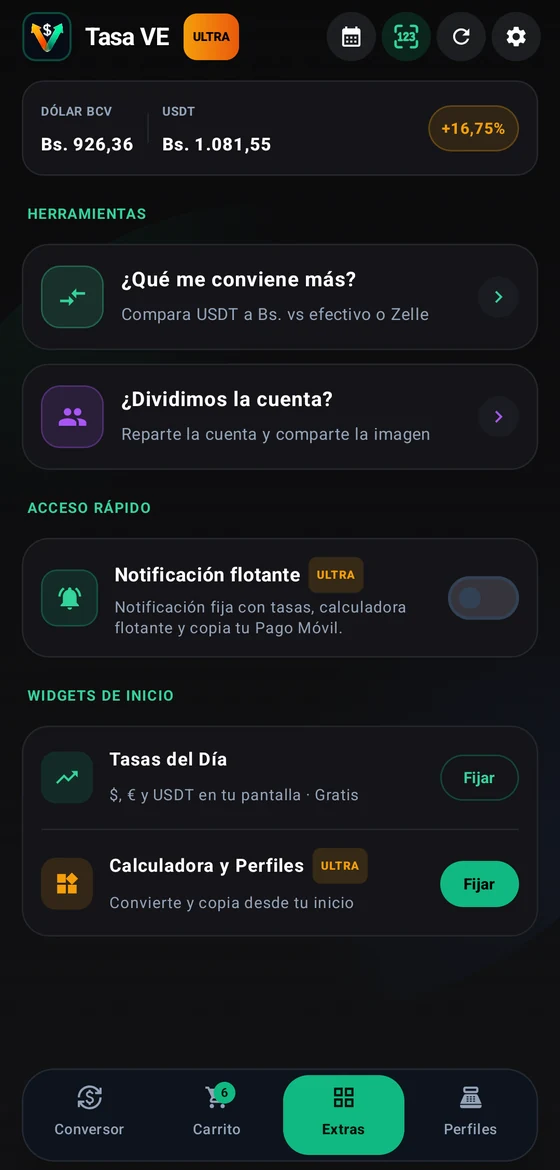 $
Tasa VE
ULTRA
123
DÓLAR BCV
USDT
Bs. 926,36
Bs. 1.081,55
+16,75%
HERRAMIENTAS
¿Qué me conviene más?
Compara USDT a Bs. vs efectivo o Zelle
¿Dividimos la cuenta?
Reparte la cuenta y comparte la imagen
ACCESO RÁPIDO
Notificación flotante ULTRA
Notificación fija con tasas, calculadora
flotante y copia tu Pago Móvil.
WIDGETS DE INICIO
Tasas del Día
$, € y USDT en tu pantalla · Gratis
Fijar
Calculadora y Perfiles ULTRA
Convierte y copia desde tu inicio
Fijar
$
6
Conversor
Carrito
Extras
Perfiles